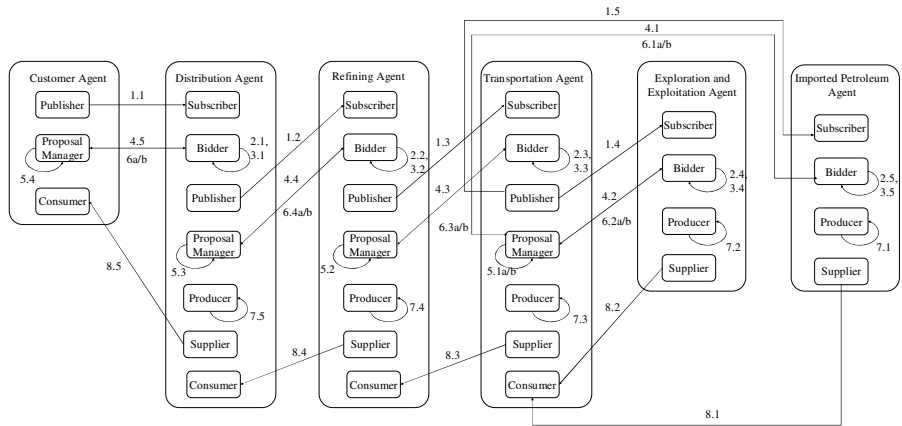 1.5
4.1
6.1a/b
Customer Agent
Publisher
Proposal
Manager
5.4
Consumer
1.1
4.5
6a/b
8.5
Distribution Agent
Subscriber
Bidder
2.1,
3.1
Publisher
Proposal
Manager
5.3
Producer
7.5
Supplier
Consumer
1.2
4.4
6.4a/b
8.4
Refining Agent
Subscriber
Bidder
2.2,
3.2
Publisher
Proposal
Manager
5.2
Producer
7.4
Supplier
Consumer
1.3
4.3
6.3a/b
8.3
Transportation Agent
Subscriber
Bidder
2.3,
3.3
Publisher
Proposal
Manager
5.1a/b
Producer
7.3
Supplier
Consumer
1.4
4.2
6.2a/b
8.2
Exploration and
Exploitation Agent
Subscriber
Bidder
2.4,
3.4
Producer
7.2
Supplier
Imported Petroleum
Agent
Subscriber
Bidder
2.5,
3.5
Producer
7.1
Supplier
8.1